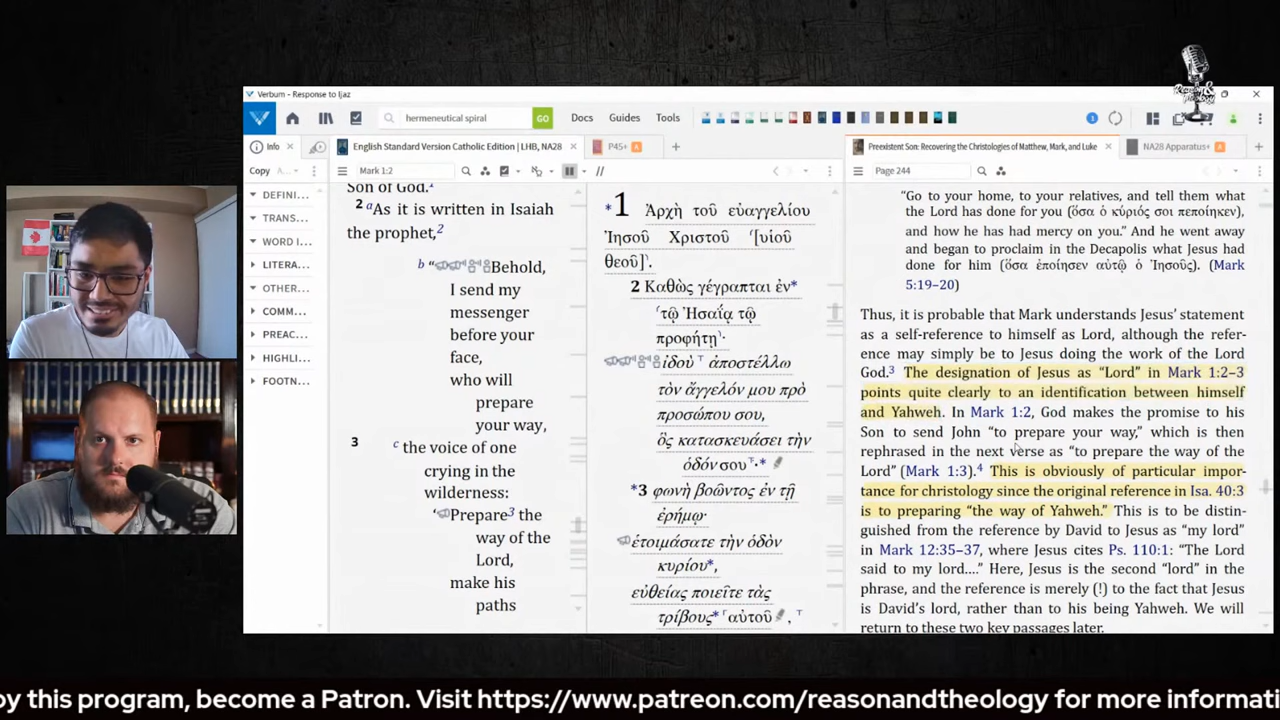 Verbum - Response to Ijaz
hermeneutical spiral
GO
Docs
Guides
Tools
1
Info
English Standard Version Catholic Edition | LHB, NA28
P45+
Preexistent Son: Recovering the Christologies of Matthew, Mark, and Luke
NA28 Apparatus+
Copy
Mark 1:2
Page 244
DEFINI...
TRANS...
WORD I...
LITERA...
OTHER...
COMM...
PREAC...
HIGHLI...
FOOTN...
Son of God.¹
2 ᵃAs it is written in Isaiah
the prophet,²
ᵇ “Behold,
I send my
messenger
before your
face,
who will
prepare
your way,
3 ᶜ the voice of one
crying in the
wilderness:
‘Prepare³ the
way of the
Lord,
make his
paths
*1 Ἀρχὴ τοῦ εὐαγγελίου
Ἰησοῦ Χριστοῦ ⸂[υἱοῦ
θεοῦ]⸃.
2 Καθὼς γέγραπται ἐν*
⸂τῷ Ἠσαΐᾳ τῷ
προφήτῃ⸃·
ἰδοὺ ⸆ ἀποστέλλω
τὸν ἄγγελόν μου πρὸ
προσώπου σου,
ὃς κατασκευάσει τὴν
ὁδόν σου⸆·*
*3 φωνὴ βοῶντος ἐν τῇ
ἐρήμῳ·
ἑτοιμάσατε τὴν ὁδὸν
κυρίου*,
εὐθείας ποιεῖτε τὰς
τρίβους* ⸀αὐτοῦ, ⸆
“Go to your home, to your relatives, and tell them what
the Lord has done for you (ὅσα ὁ κύριός σοι πεποίηκεν),
and how he has had mercy on you.” And he went away
and began to proclaim in the Decapolis what Jesus had
done for him (ὅσα ἐποίησεν αὐτῷ ὁ Ἰησοῦς). (Mark
5:19–20)
Thus, it is probable that Mark understands Jesus’ statement
as a self-reference to himself as Lord, although the refer-
ence may simply be to Jesus doing the work of the Lord
God.³ The designation of Jesus as “Lord” in Mark 1:2–3
points quite clearly to an identification between himself
and Yahweh. In Mark 1:2, God makes the promise to his
Son to send John “to prepare your way,” which is then
rephrased in the next verse as “to prepare the way of the
Lord” (Mark 1:3).⁴ This is obviously of particular impor-
tance for christology since the original reference in Isa. 40:3
is to preparing “the way of Yahweh.” This is to be distin-
guished from the reference by David to Jesus as “my lord”
in Mark 12:35–37, where Jesus cites Ps. 110:1: “The Lord
said to my lord....” Here, Jesus is the second “lord” in the
phrase, and the reference is merely (!) to the fact that Jesus
is David’s lord, rather than to his being Yahweh. We will
return to these two key passages later.
oy this program, become a Patron. Visit https://www.patreon.com/reasonandtheology for more informati